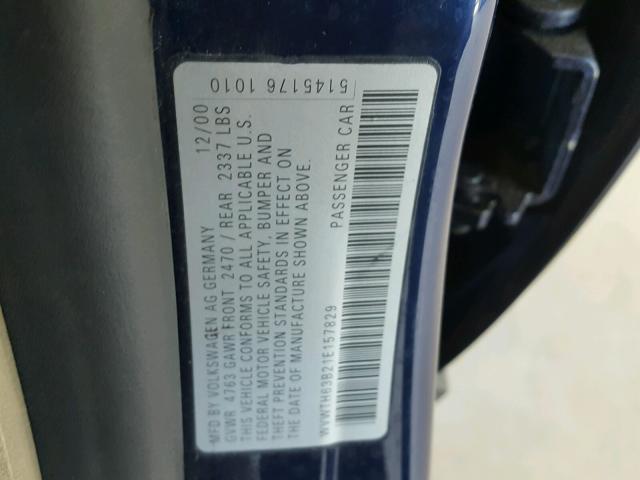 MFD BY VOLKSWAGEN AG GERMANY 12/00
GVWR 4763 GAWR FRONT 2470 / REAR 2337 LBS
THIS VEHICLE CONFORMS TO ALL APPLICABLE U.S.
FEDERAL MOTOR VEHICLE SAFETY, BUMPER AND
THEFT PREVENTION STANDARDS IN EFFECT ON
THE DATE OF MANUFACTURE SHOWN ABOVE.
WVWTH63B21E157829 PASSENGER CAR
5145176 1010